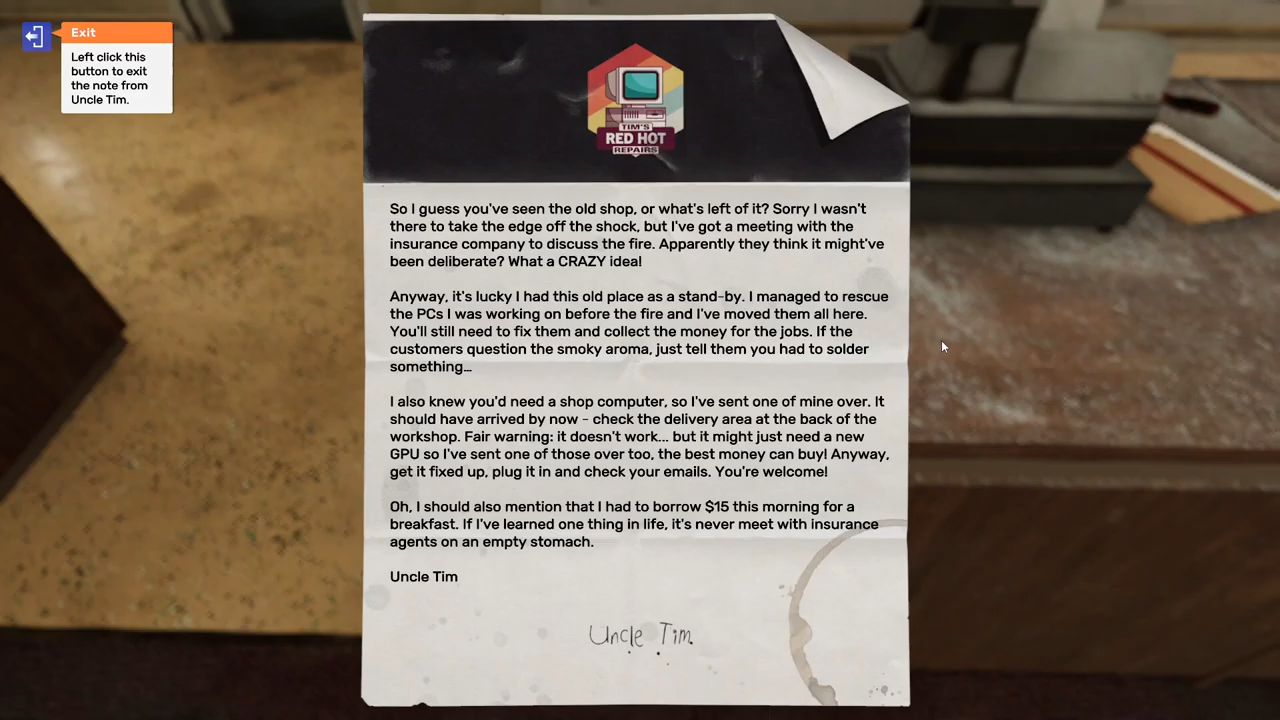 Exit
Left click this
button to exit
the note from
Uncle Tim.
TIM'S
RED HOT
REPAIRS
So I guess you've seen the old shop, or what's left of it? Sorry I wasn't
there to take the edge off the shock, but I've got a meeting with the
insurance company to discuss the fire. Apparently they think it might've
been deliberate? What a CRAZY idea!
Anyway, it's lucky I had this old place as a stand-by. I managed to rescue
the PCs I was working on before the fire and I've moved them all here.
You'll still need to fix them and collect the money for the jobs. If the
customers question the smoky aroma, just tell them you had to solder
something...
I also knew you'd need a shop computer, so I've sent one of mine over. It
should have arrived by now - check the delivery area at the back of the
workshop. Fair warning: it doesn't work... but it might just need a new
GPU so I've sent one of those over too, the best money can buy! Anyway,
get it fixed up, plug it in and check your emails. You're welcome!
Oh, I should also mention that I had to borrow $15 this morning for a
breakfast. If I've learned one thing in life, it's never meet with insurance
agents on an empty stomach.
Uncle Tim
Uncle Tim